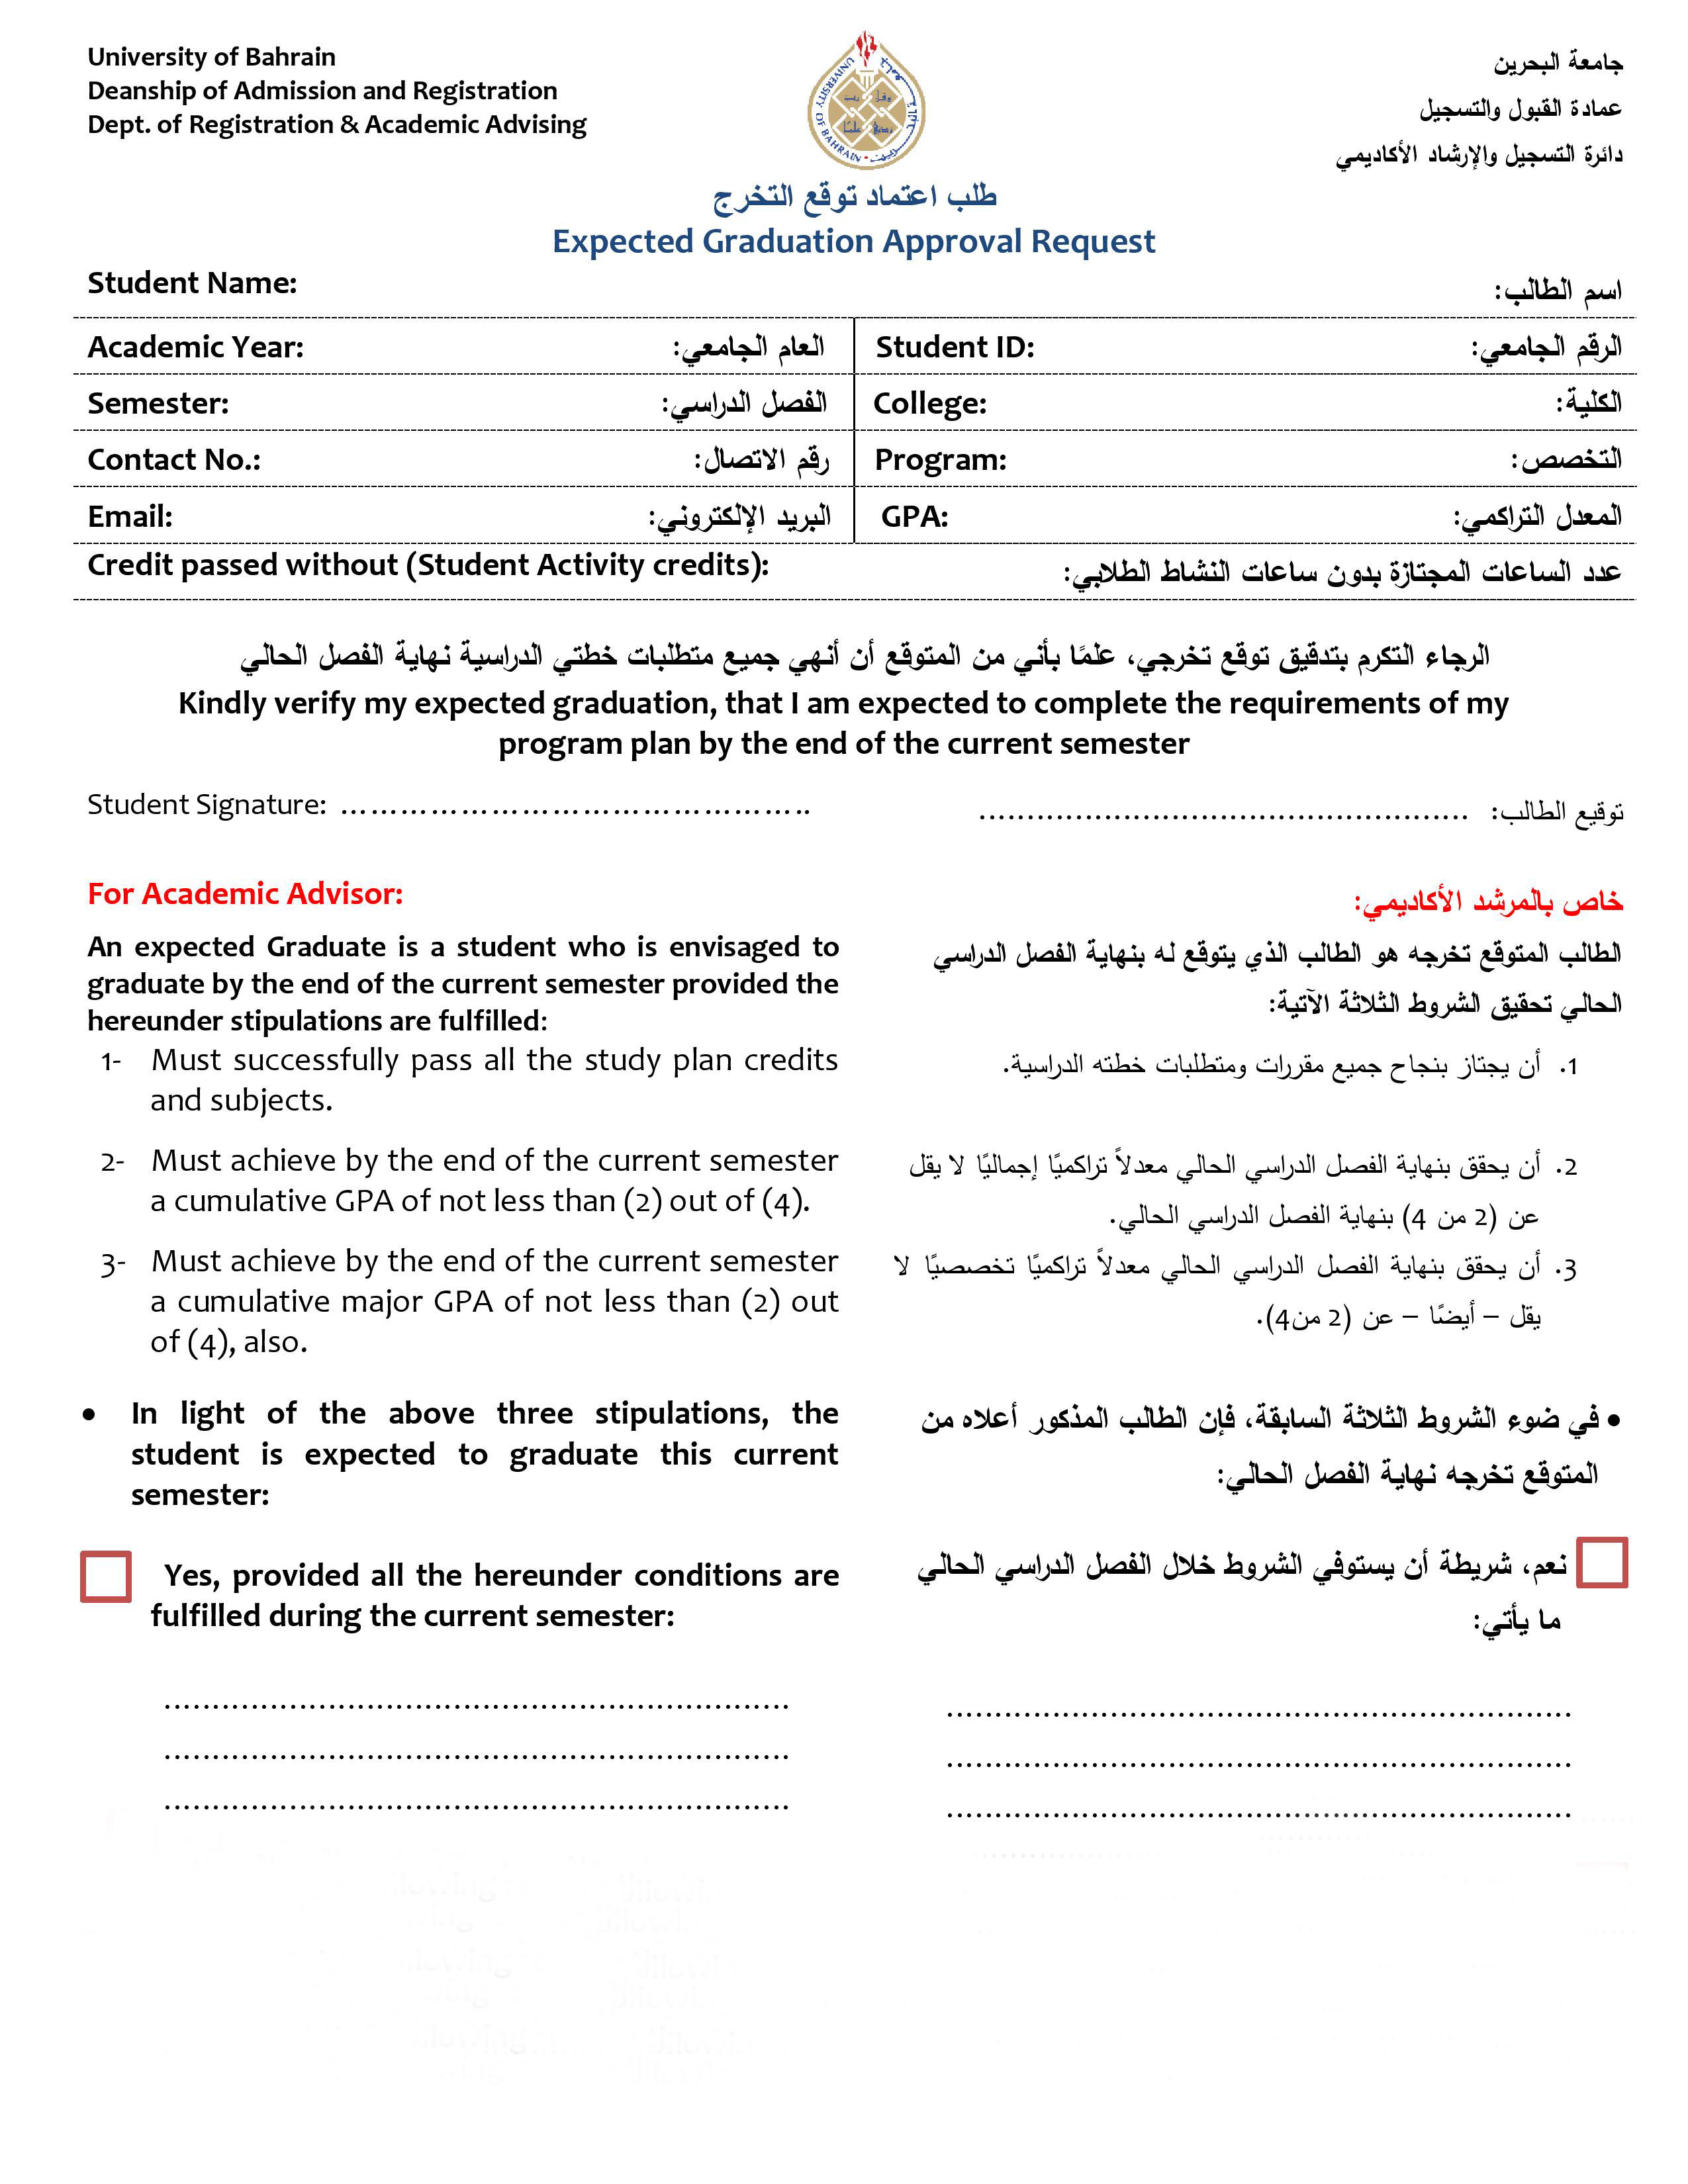 University of Bahrain
Deanship of Admission and Registration
Dept. of Registration & Academic Advising
جامعة البحرين
عمادة القبول والتسجيل
دائرة التسجيل والإرشاد الأكاديمي
UNIVERSITY OF BAHRAIN
طلب اعتماد توقع التخرج
Expected Graduation Approval Request
Student Name: اسم الطالب:
Academic Year: العام الجامعي: Student ID: الرقم الجامعي:
Semester: الفصل الدراسي: College: الكلية:
Contact No.: رقم الاتصال: Program: التخصص:
Email: البريد الإلكتروني: GPA: المعدل التراكمي:
Credit passed without (Student Activity credits): عدد الساعات المجتازة بدون ساعات النشاط الطلابي:
الرجاء التكرم بتدقيق توقع تخرجي، علمًا بأنني من المتوقع أن أنهي جميع متطلبات خطتي الدراسية نهاية الفصل الحالي
Kindly verify my expected graduation, that I am expected to complete the requirements of my
program plan by the end of the current semester
Student Signature: ................................................ توقيع الطالب: ...................................................
For Academic Advisor:
An expected Graduate is a student who is envisaged to
graduate by the end of the current semester provided the
hereunder stipulations are fulfilled:
1- Must successfully pass all the study plan credits
and subjects.
2- Must achieve by the end of the current semester
a cumulative GPA of not less than (2) out of (4).
3- Must achieve by the end of the current semester
a cumulative major GPA of not less than (2) out
of (4), also.
• In light of the above three stipulations, the
student is expected to graduate this current
semester:
Yes, provided all the hereunder conditions are
fulfilled during the current semester:
.................................................................
.................................................................
.................................................................
خاص بالمرشد الأكاديمي:
الطالب المتوقع تخرجه هو الطالب الذي يتوقع له بنهاية الفصل الدراسي
الحالي تحقيق الشروط الثلاثة الآتية:
1. أن يجتاز بنجاح جميع مقررات ومتطلبات خطته الدراسية.
2. أن يحقق بنهاية الفصل الدراسي الحالي معدلاً تراكميًا إجماليًا لا يقل
عن (2 من 4) بنهاية الفصل الدراسي الحالي.
3. أن يحقق بنهاية الفصل الدراسي الحالي معدلاً تراكميًا تخصصيًا لا
يقل – أيضًا – عن (2 من4).
• في ضوء الشروط الثلاثة السابقة، فإن الطالب المذكور أعلاه من
المتوقع تخرجه نهاية الفصل الحالي:
نعم، شريطة أن يستوفي الشروط خلال الفصل الدراسي الحالي
ما يأتي:
.................................................................
.................................................................
.................................................................